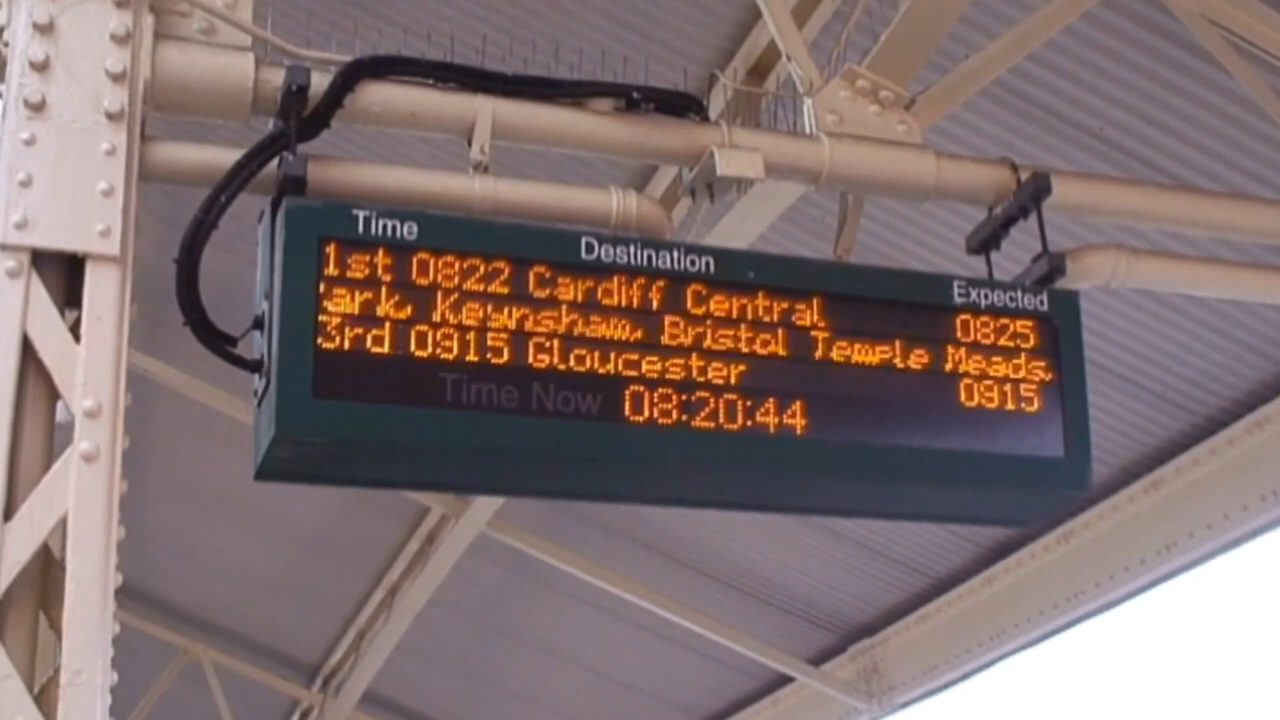 Time Destination Expected
1st 0822 Cardiff Central 0825
ark, Keynsham, Bristol Temple Meads,
3rd 0915 Gloucester 0915
Time Now 08:20:44